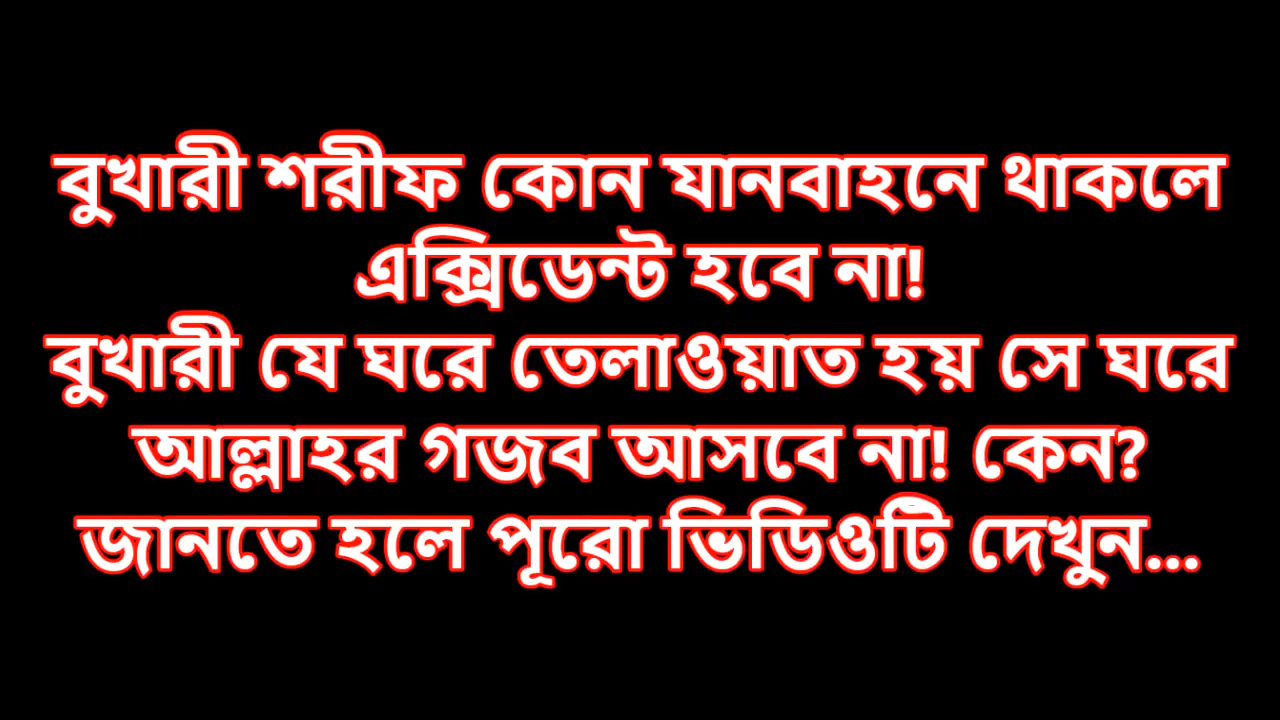 বুখারী শরীফ কোন যানবাহনে থাকলে
এক্সিডেন্ট হবে না!
বুখারী যে ঘরে তেলাওয়াত হয় সে ঘরে
আল্লাহর গজব আসবে না! কেন?
জানতে হলে পূরো ভিডিওটি দেখুন...